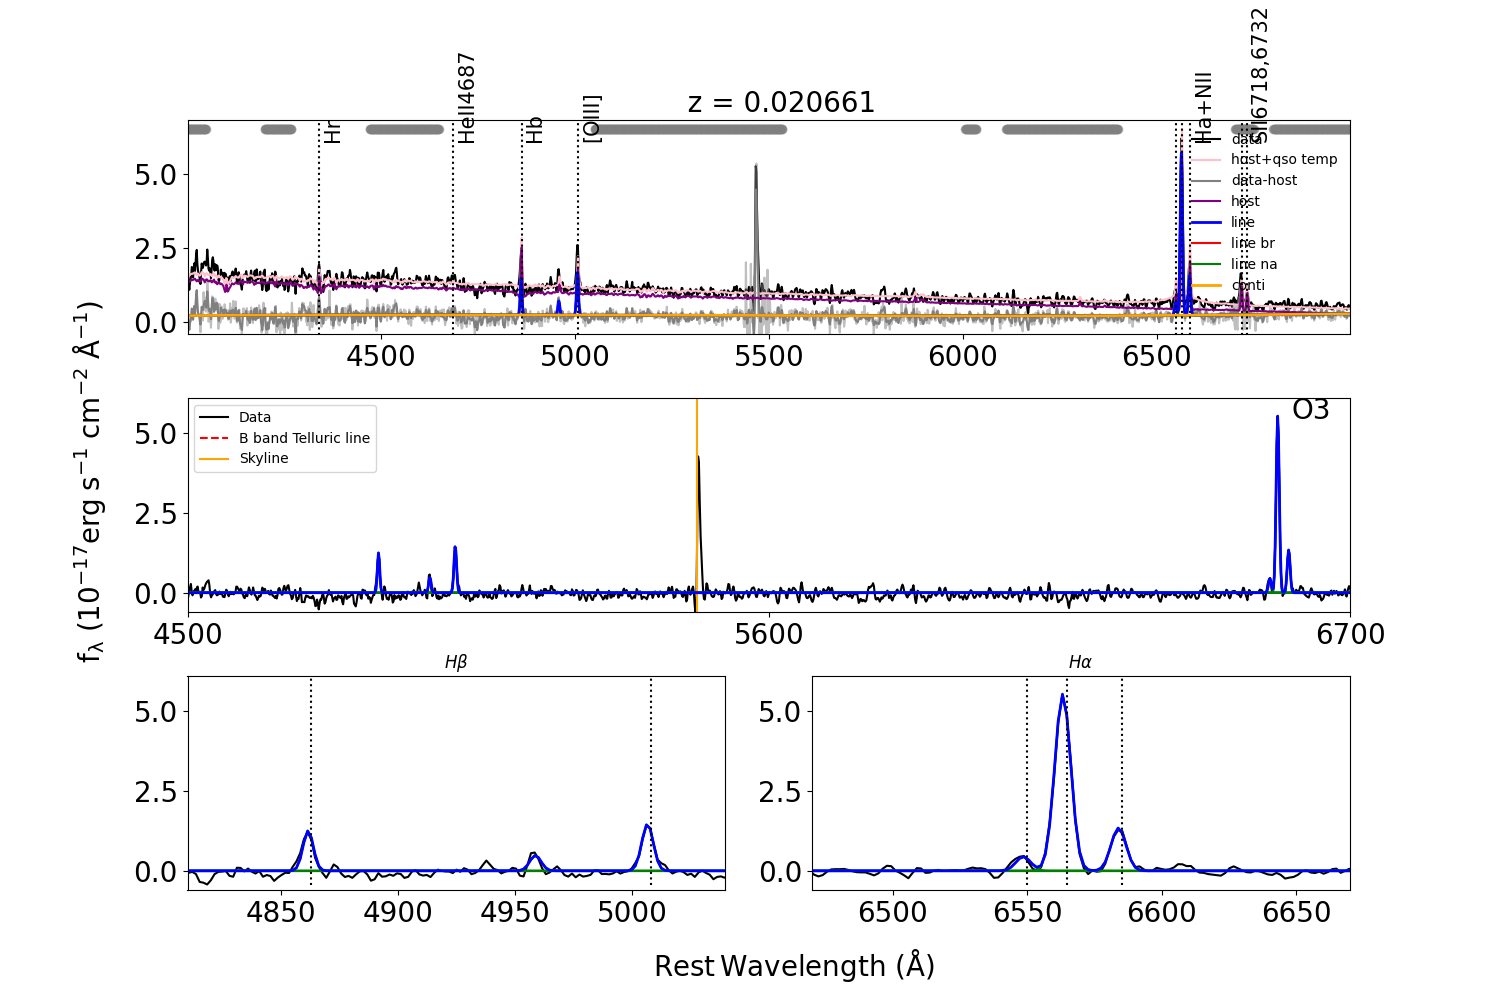 z = 0.020661
Hr
HeII4687
Hb
[OIII]
Ha+NII
SII6718,6732
data
host+qso temp
data-host
host
line
line br
line na
conti
5.0
2.5
0.0
4500
5000
5500
6000
6500
fλ (10⁻¹⁷erg s⁻¹ cm⁻² Å⁻¹)
Data
B band Telluric line
Skyline
O3
5.0
2.5
0.0
4500
5600
6700
Hβ
5.0
2.5
0.0
4850
4900
4950
5000
Hα
5.0
2.5
0.0
6500
6550
6600
6650
Rest Wavelength (Å)